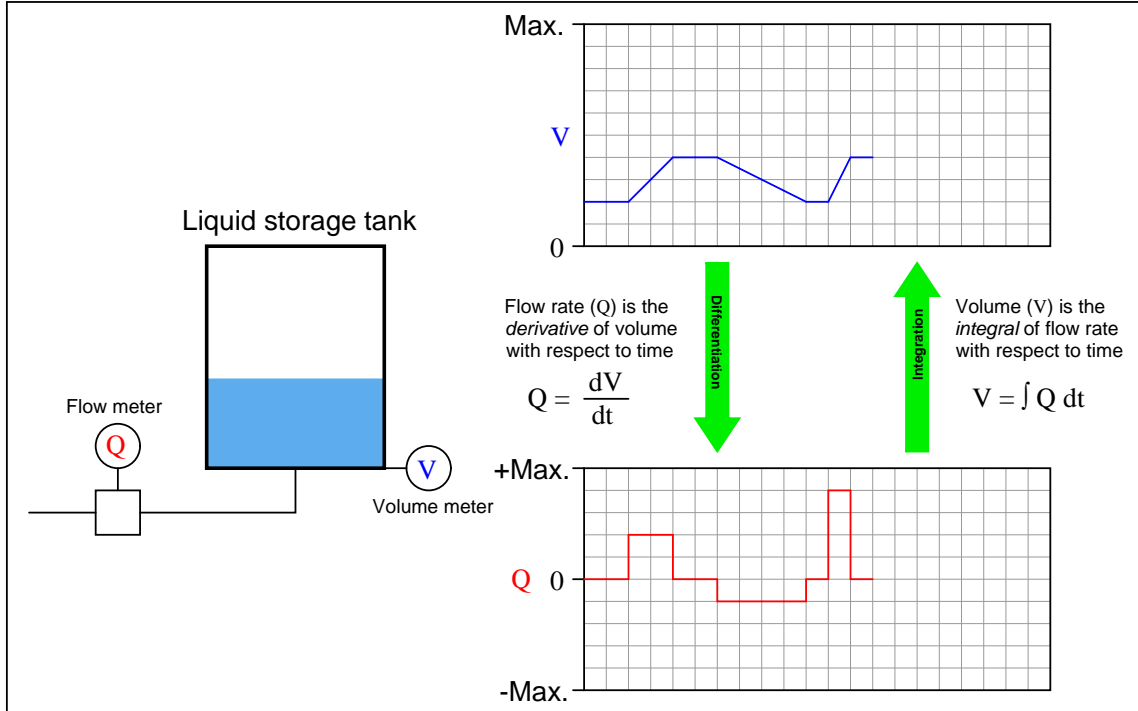 Max.
V
0
Liquid storage tank
Flow meter
Q
V
Volume meter
Flow rate (Q) is the
derivative of volume
with respect to time
Q = dV
dt
Differentiation
Integration
Volume (V) is the
integral of flow rate
with respect to time
V = ∫ Q dt
+Max.
Q 0
-Max.